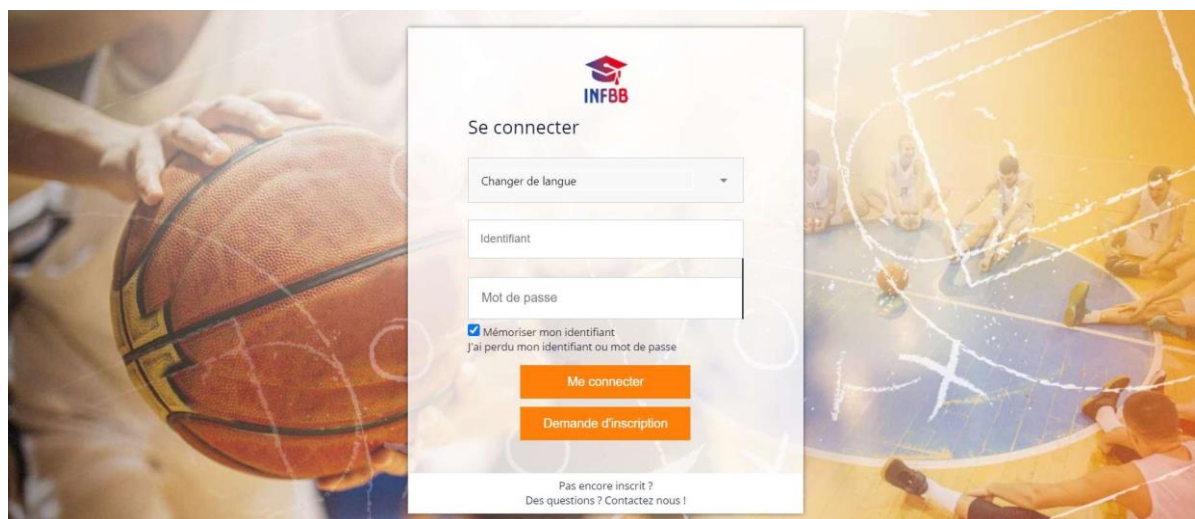 INFBB
Se connecter
Changer de langue
Identifiant
Mot de passe
Mémoriser mon identifiant
J'ai perdu mon identifiant ou mot de passe
Me connecter
Demande d'inscription
Pas encore inscrit ?
Des questions ? Contactez nous !